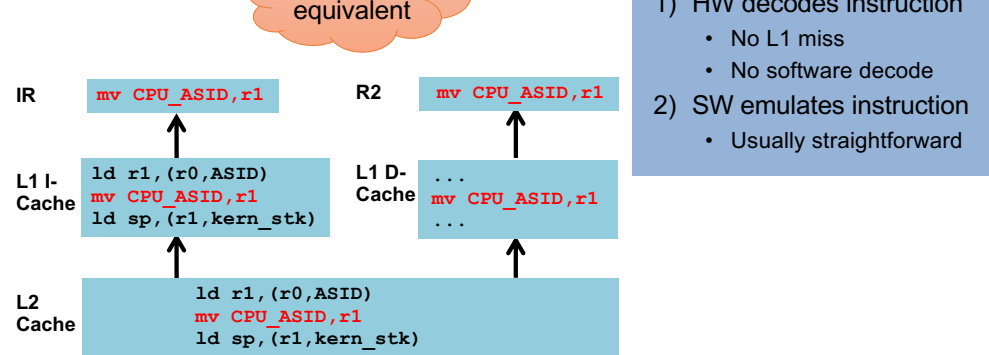 equivalent
1) HW decodes instruction
• No L1 miss
• No software decode
2) SW emulates instruction
• Usually straightforward
IR
mv CPU_ASID,r1
R2
mv CPU_ASID,r1
L1 I-
Cache
ld r1,(r0,ASID)
mv CPU_ASID,r1
ld sp,(r1,kern_stk)
L1 D-
Cache
...
mv CPU_ASID,r1
...
L2
Cache
ld r1,(r0,ASID)
mv CPU_ASID,r1
ld sp,(r1,kern_stk)